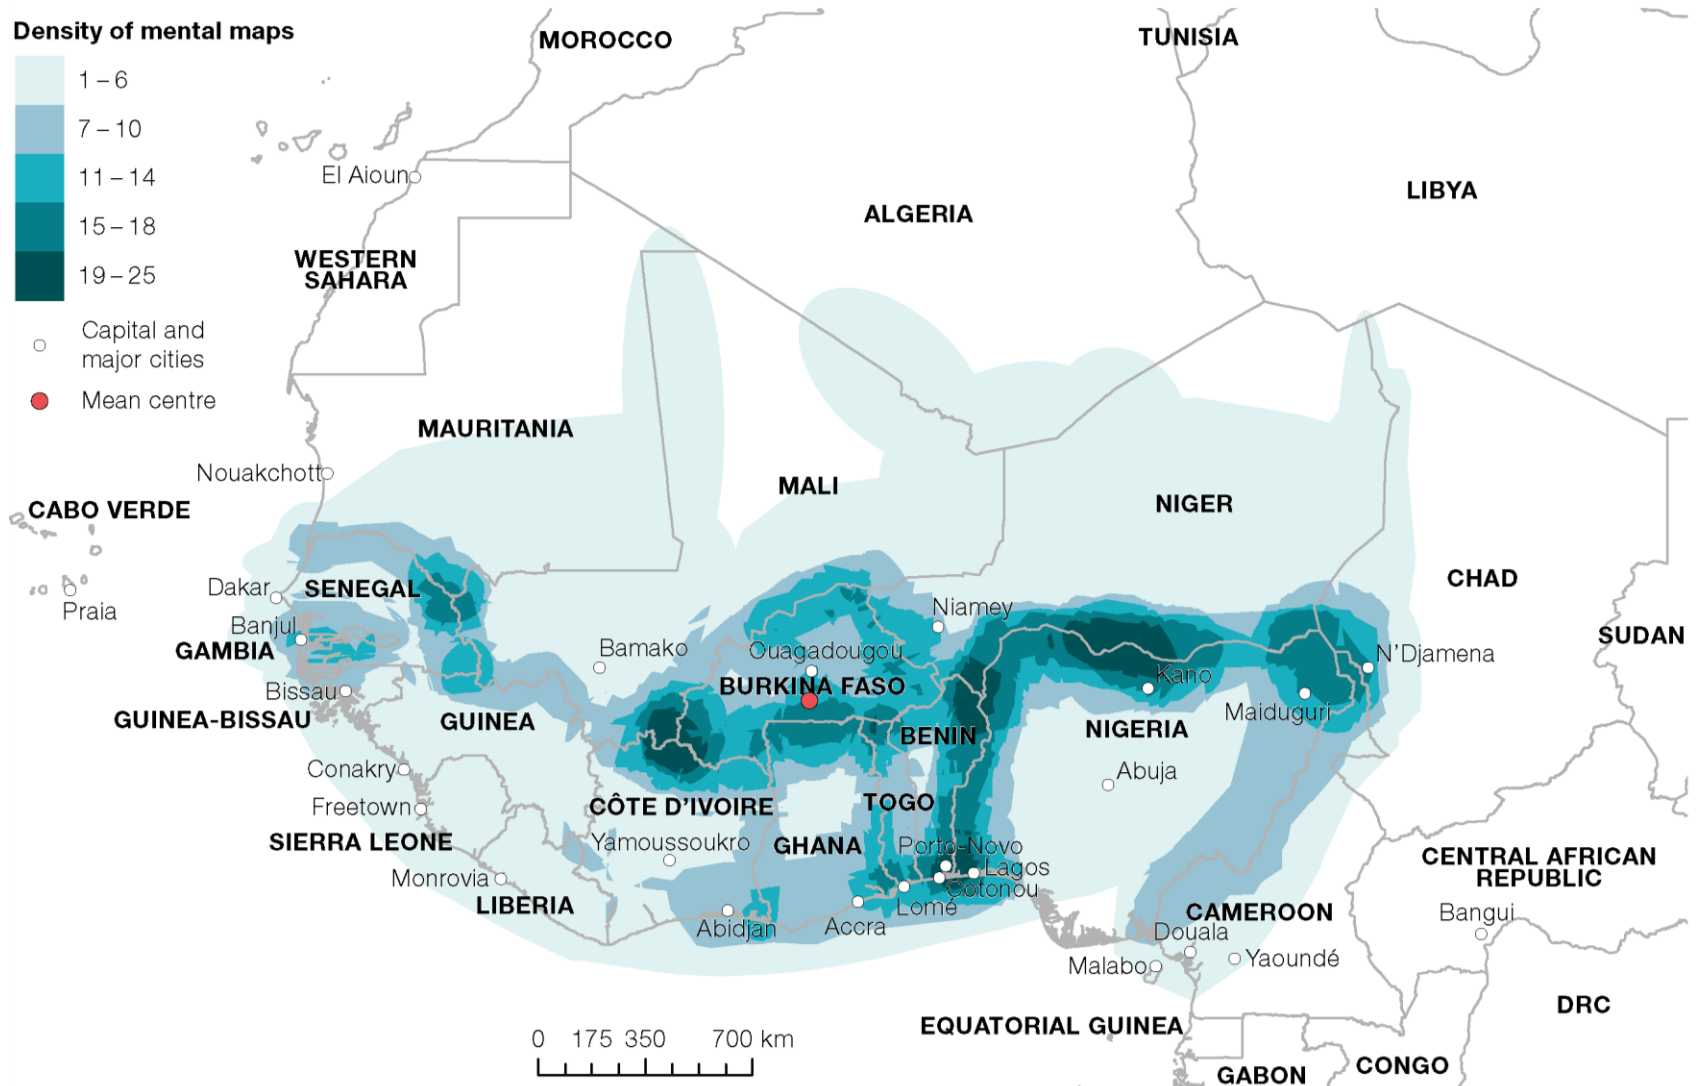 Density of mental maps
1 – 6
7 – 10
11 – 14
15 – 18
19 – 25
Capital and
major cities
Mean centre
MOROCCO
TUNISIA
El Aioun
ALGERIA
LIBYA
WESTERN
SAHARA
MAURITANIA
Nouakchott
MALI
NIGER
CABO VERDE
Praia
Dakar
SENEGAL
CHAD
Banjul
GAMBIA
Niamey
SUDAN
Bamako
Ouagadougou
N'Djamena
Kano
BURKINA FASO
Bissau
GUINEA-BISSAU
GUINEA
Maiduguri
BENIN
NIGERIA
Conakry
Abuja
Freetown
CÔTE D'IVOIRE
TOGO
SIERRA LEONE
Yamoussoukro
GHANA
Porto-Novo
Lagos
CENTRAL AFRICAN
REPUBLIC
Monrovia
LIBERIA
Cotonou
Lomé
Abidjan
Accra
CAMEROON
Bangui
Douala
Malabo
Yaoundé
DRC
EQUATORIAL GUINEA
0 175 350 700 km
GABON
CONGO